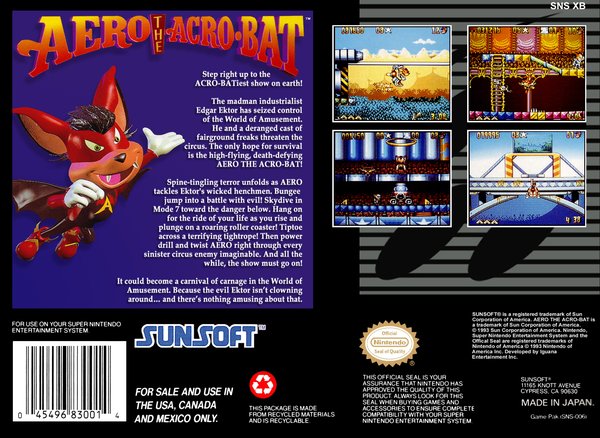 SNS XB
AERO THE ACRO·BAT™
Step right up to the
ACRO-BATiest show on earth!
The madman industrialist
Edgar Ektor has seized control
of the World of Amusement.
He and a deranged cast of
fairground freaks threaten the
circus. The only hope for survival
is the high-flying, death-defying
AERO THE ACRO-BAT!
Spine-tingling terror unfolds as AERO
tackles Ektor's wicked henchmen. Bungee
jump into a battle with evil! Skydive in
Mode 7 toward the danger below. Hang on
for the ride of your life as you rise and
plunge on a roaring roller coaster! Tiptoe
across a terrifying tightrope! Then power
drill and twist AERO right through every
sinister circus enemy imaginable. And all the
while, the show must go on!
It could become a carnival of carnage in the World of
Amusement. Because the evil Ektor isn't clowning
around... and there's nothing amusing about that.
A
FOR USE ON YOUR SUPER NINTENDO
ENTERTAINMENT SYSTEM
0 45496 83001 4
SUNSOFT™
FOR SALE AND USE IN
THE USA, CANADA
AND MEXICO ONLY.
THIS PACKAGE IS MADE
FROM RECYCLED MATERIALS
AND IS RECYCLABLE.
Official
Nintendo
Seal of Quality
THIS OFFICIAL SEAL IS YOUR
ASSURANCE THAT NINTENDO HAS
APPROVED THE QUALITY OF THIS
PRODUCT. ALWAYS LOOK FOR THIS
SEAL WHEN BUYING GAMES AND
ACCESSORIES TO ENSURE COMPLETE
COMPATIBILITY WITH YOUR SUPER
NINTENDO ENTERTAINMENT SYSTEM
SUNSOFT® is a registered trademark of Sun
Corporation of America. AERO THE ACRO-BAT is
a trademark of Sun Corporation of America.
© 1993 Sun Corporation of America. Nintendo,
Super Nintendo Entertainment System and the
Official Seal are registered trademarks of
Nintendo of America © 1993 Nintendo of
America Inc. Developed by Iguana
Entertainment Inc.
SUNSOFT®
11165 KNOTT AVENUE
CYPRESS, CA 90630
MADE IN JAPAN.
Game Pak (SNS-006)